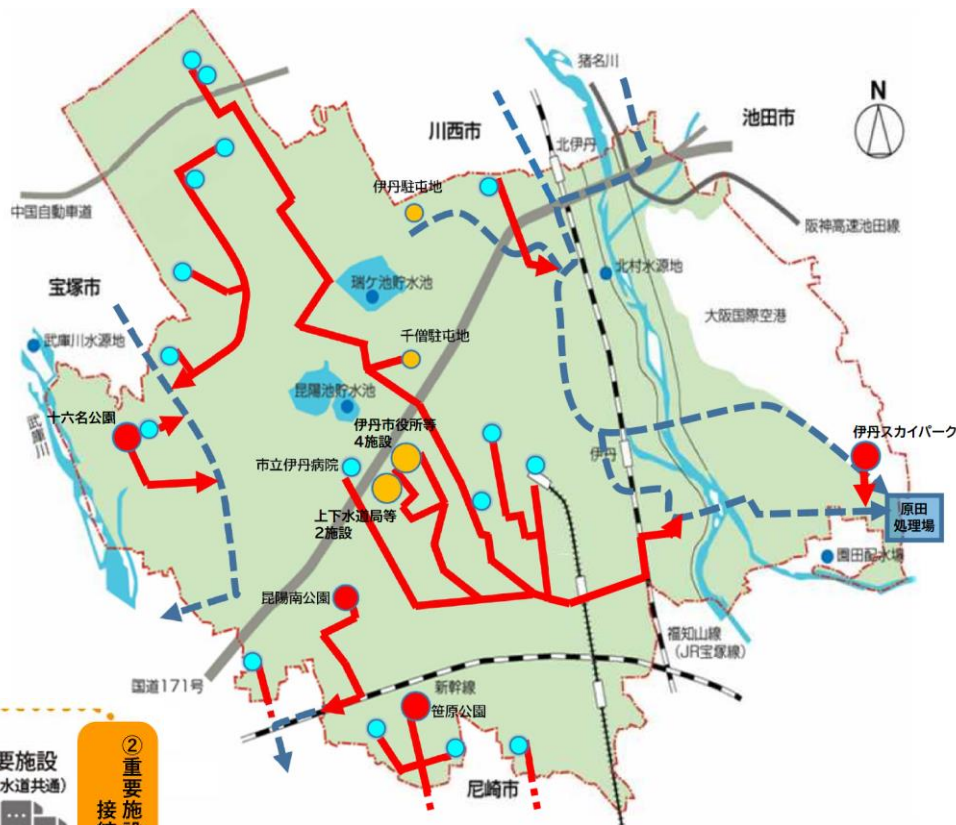 猪名川
N
川西市
池田市
北伊丹
伊丹駐屯地
中国自動車道
阪神高速池田線
瑞ケ池貯水池
北村水源地
宝塚市
大阪国際空港
武庫川水源地
千僧駐屯地
昆陽池貯水池
十六名公園
伊丹市役所等
4施設
伊丹スカイパーク
武庫川
市立伊丹病院
伊丹
上下水道局等
2施設
原田
処理場
園田配水場
昆陽南公園
福知山線
(JR宝塚線)
国道171号
新幹線
笹原公園
尼崎市
要施設
水道共通)
②重要施設
接続